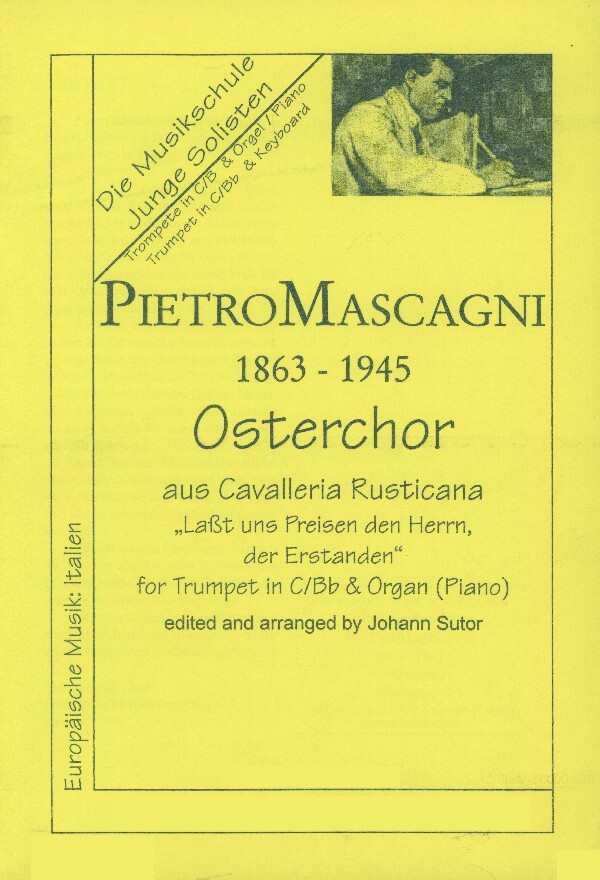 Die Musikschule
Junge Solisten
Trompete in C/B & Orgel / Piano
Trumpet in C/Bb & Keyboard
PIETROMASCAGNI
1863 - 1945
Osterchor
aus Cavalleria Rusticana
„Laßt uns Preisen den Herrn,
der Erstanden“
for Trumpet in C/Bb & Organ (Piano)
edited and arranged by Johann Sutor
Europäische Musik: Italien